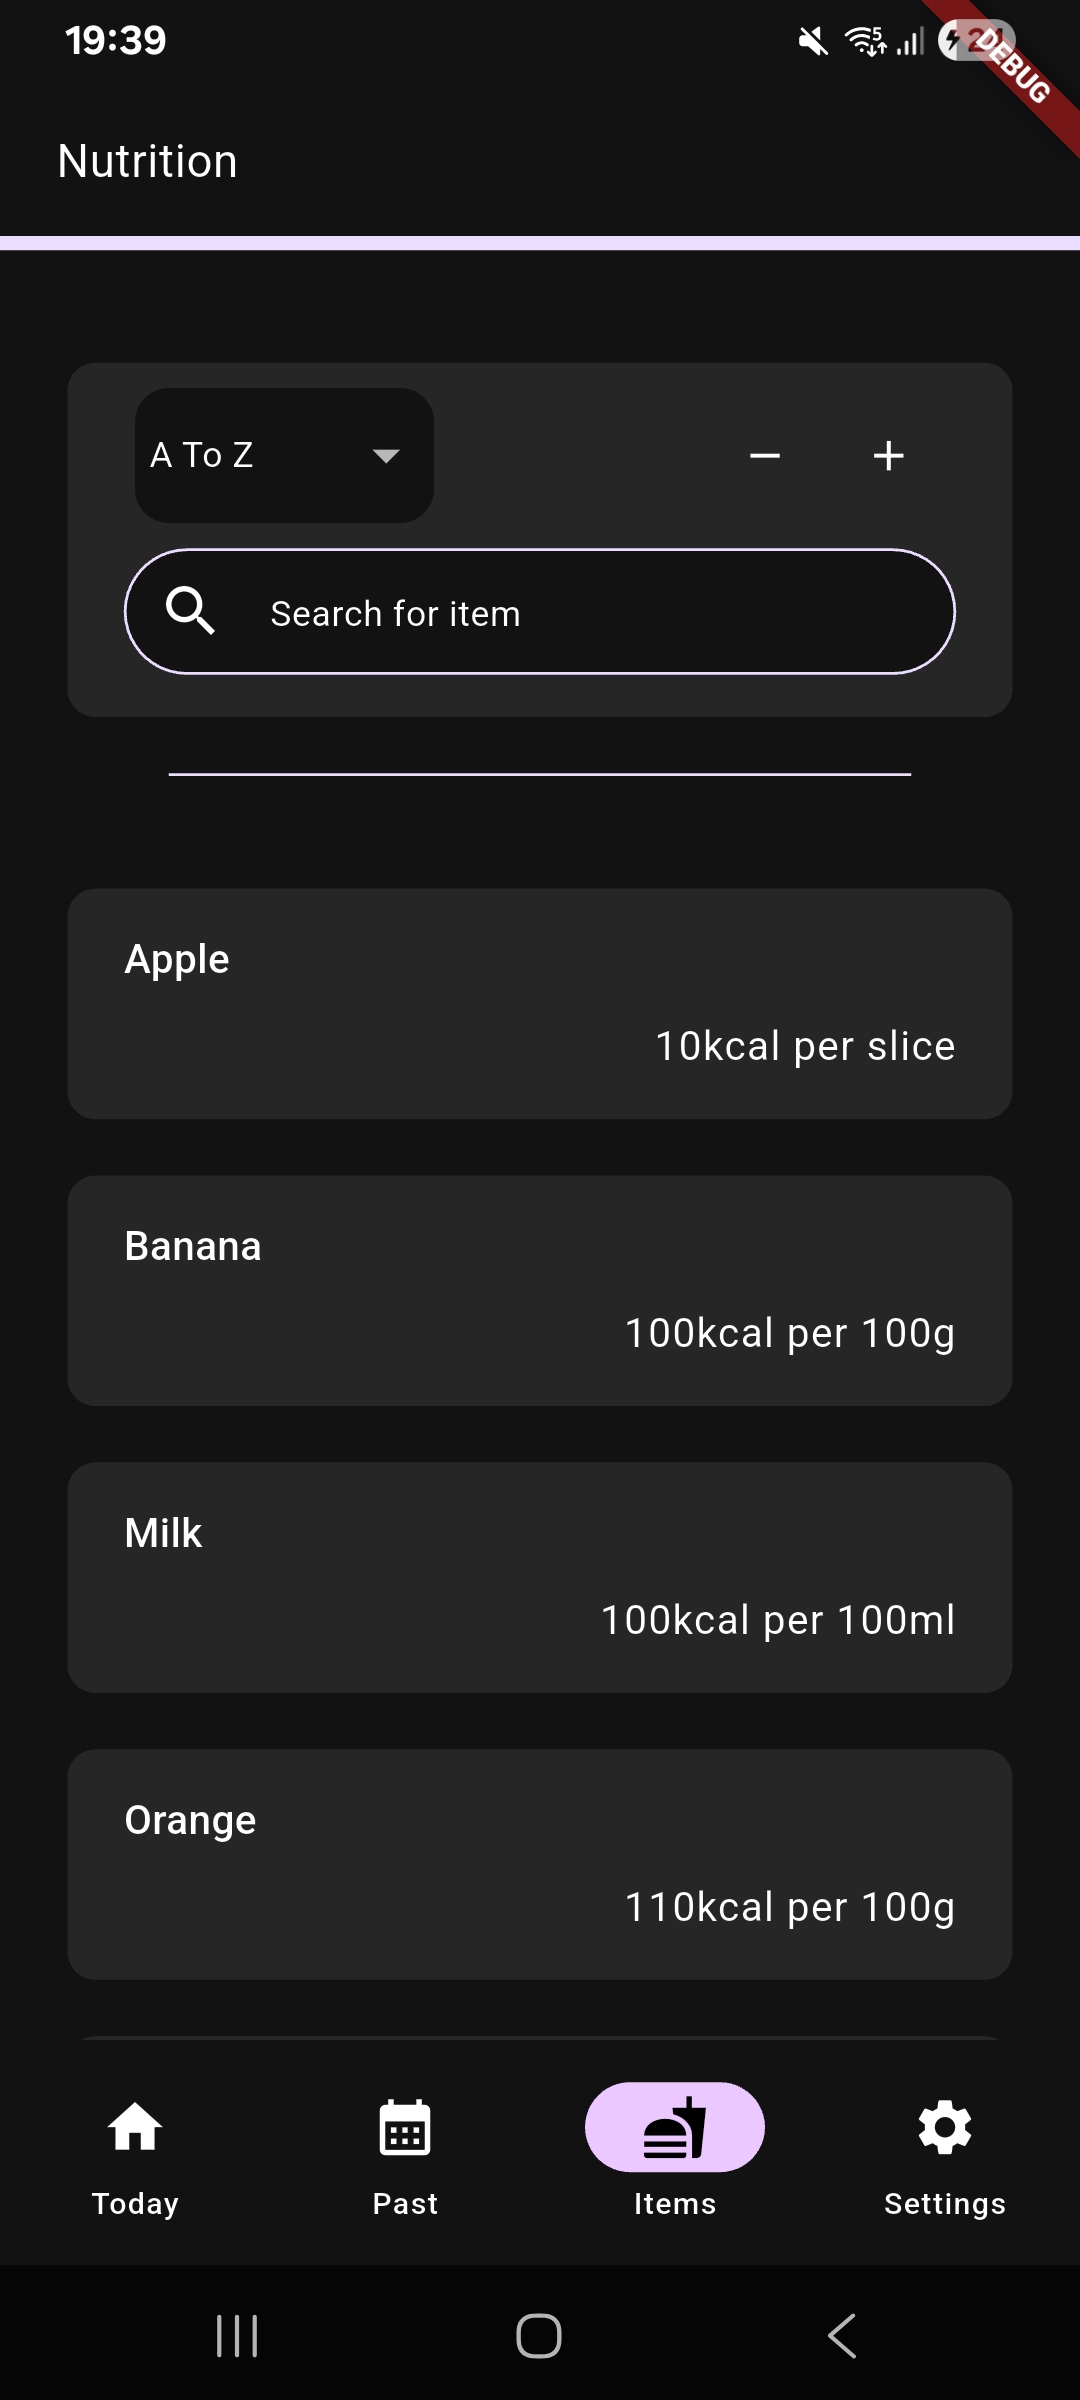 19:39
DEBUG
Nutrition
A To Z
Search for item
Apple
10kcal per slice
Banana
100kcal per 100g
Milk
100kcal per 100ml
Orange
110kcal per 100g
Today
Past
Items
Settings